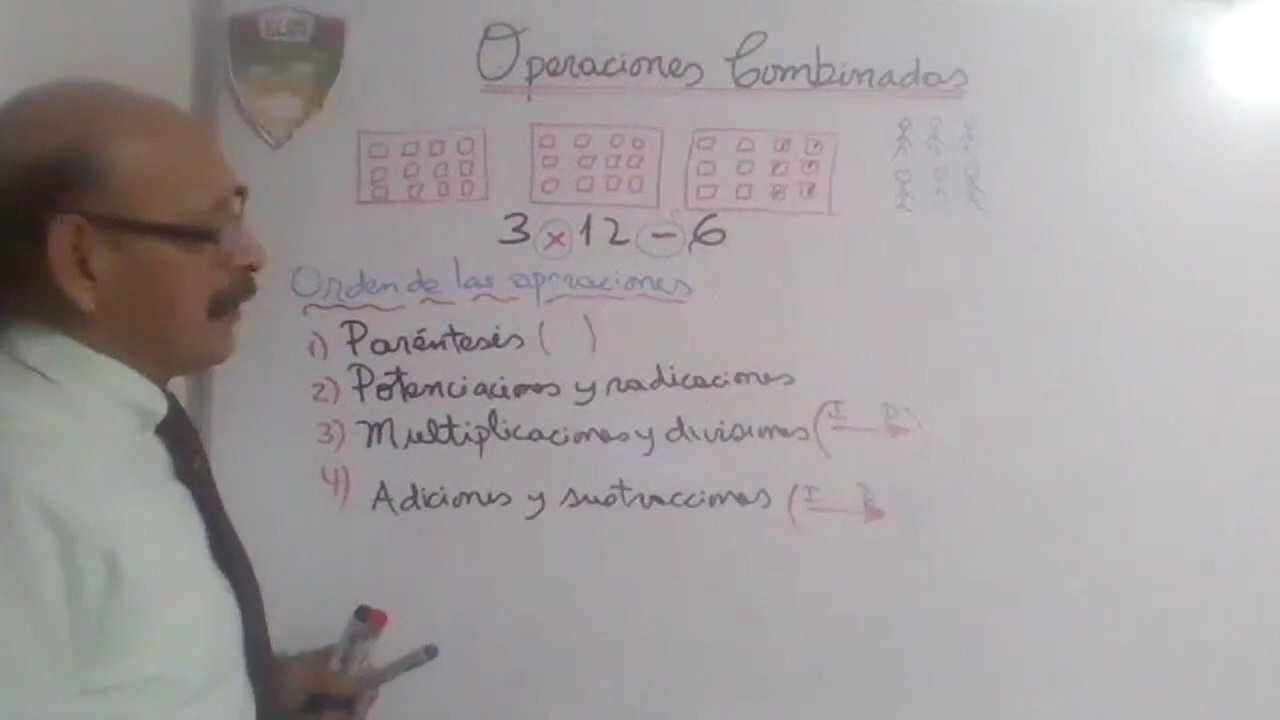 Operaciones Combinadas
3 × 12 - 6
Orden de las operaciones
1) Paréntesis ( )
2) Potenciaciones y radicaciones
3) Multiplicaciones y divisiones (I D)
4) Adiciones y sustracciones (I